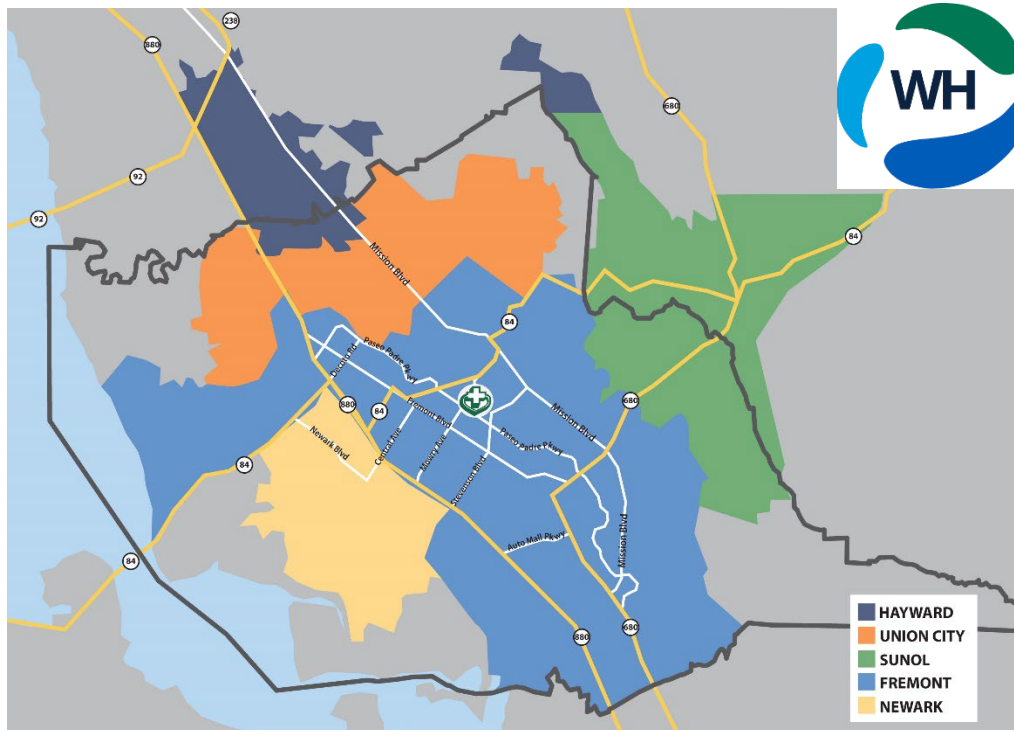 238
880
WH
680
92
92
84
Mission Blvd
84
Decoto Rd
Paseo Padre Pkwy
880
84
Fremont Blvd
680
Mission Blvd
Newark Blvd
Central Ave
Mowry Ave
Paseo Padre Pkwy
84
Stevenson Blvd
Auto Mall Pkwy
Mission Blvd
84
880
680
HAYWARD
UNION CITY
SUNOL
FREMONT
NEWARK